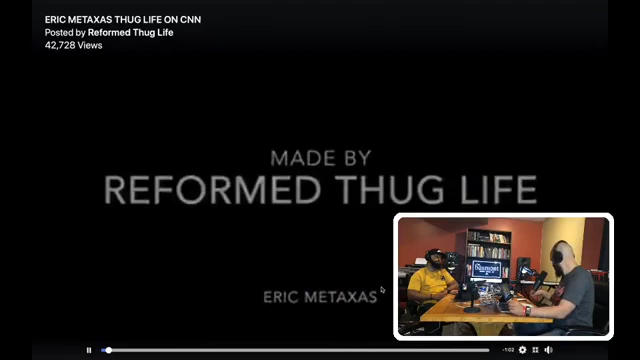 ERIC METAXAS THUG LIFE ON CNN
Posted by Reformed Thug Life
42,728 Views
MADE BY
REFORMED THUG LIFE
ERIC METAXAS
-1:02